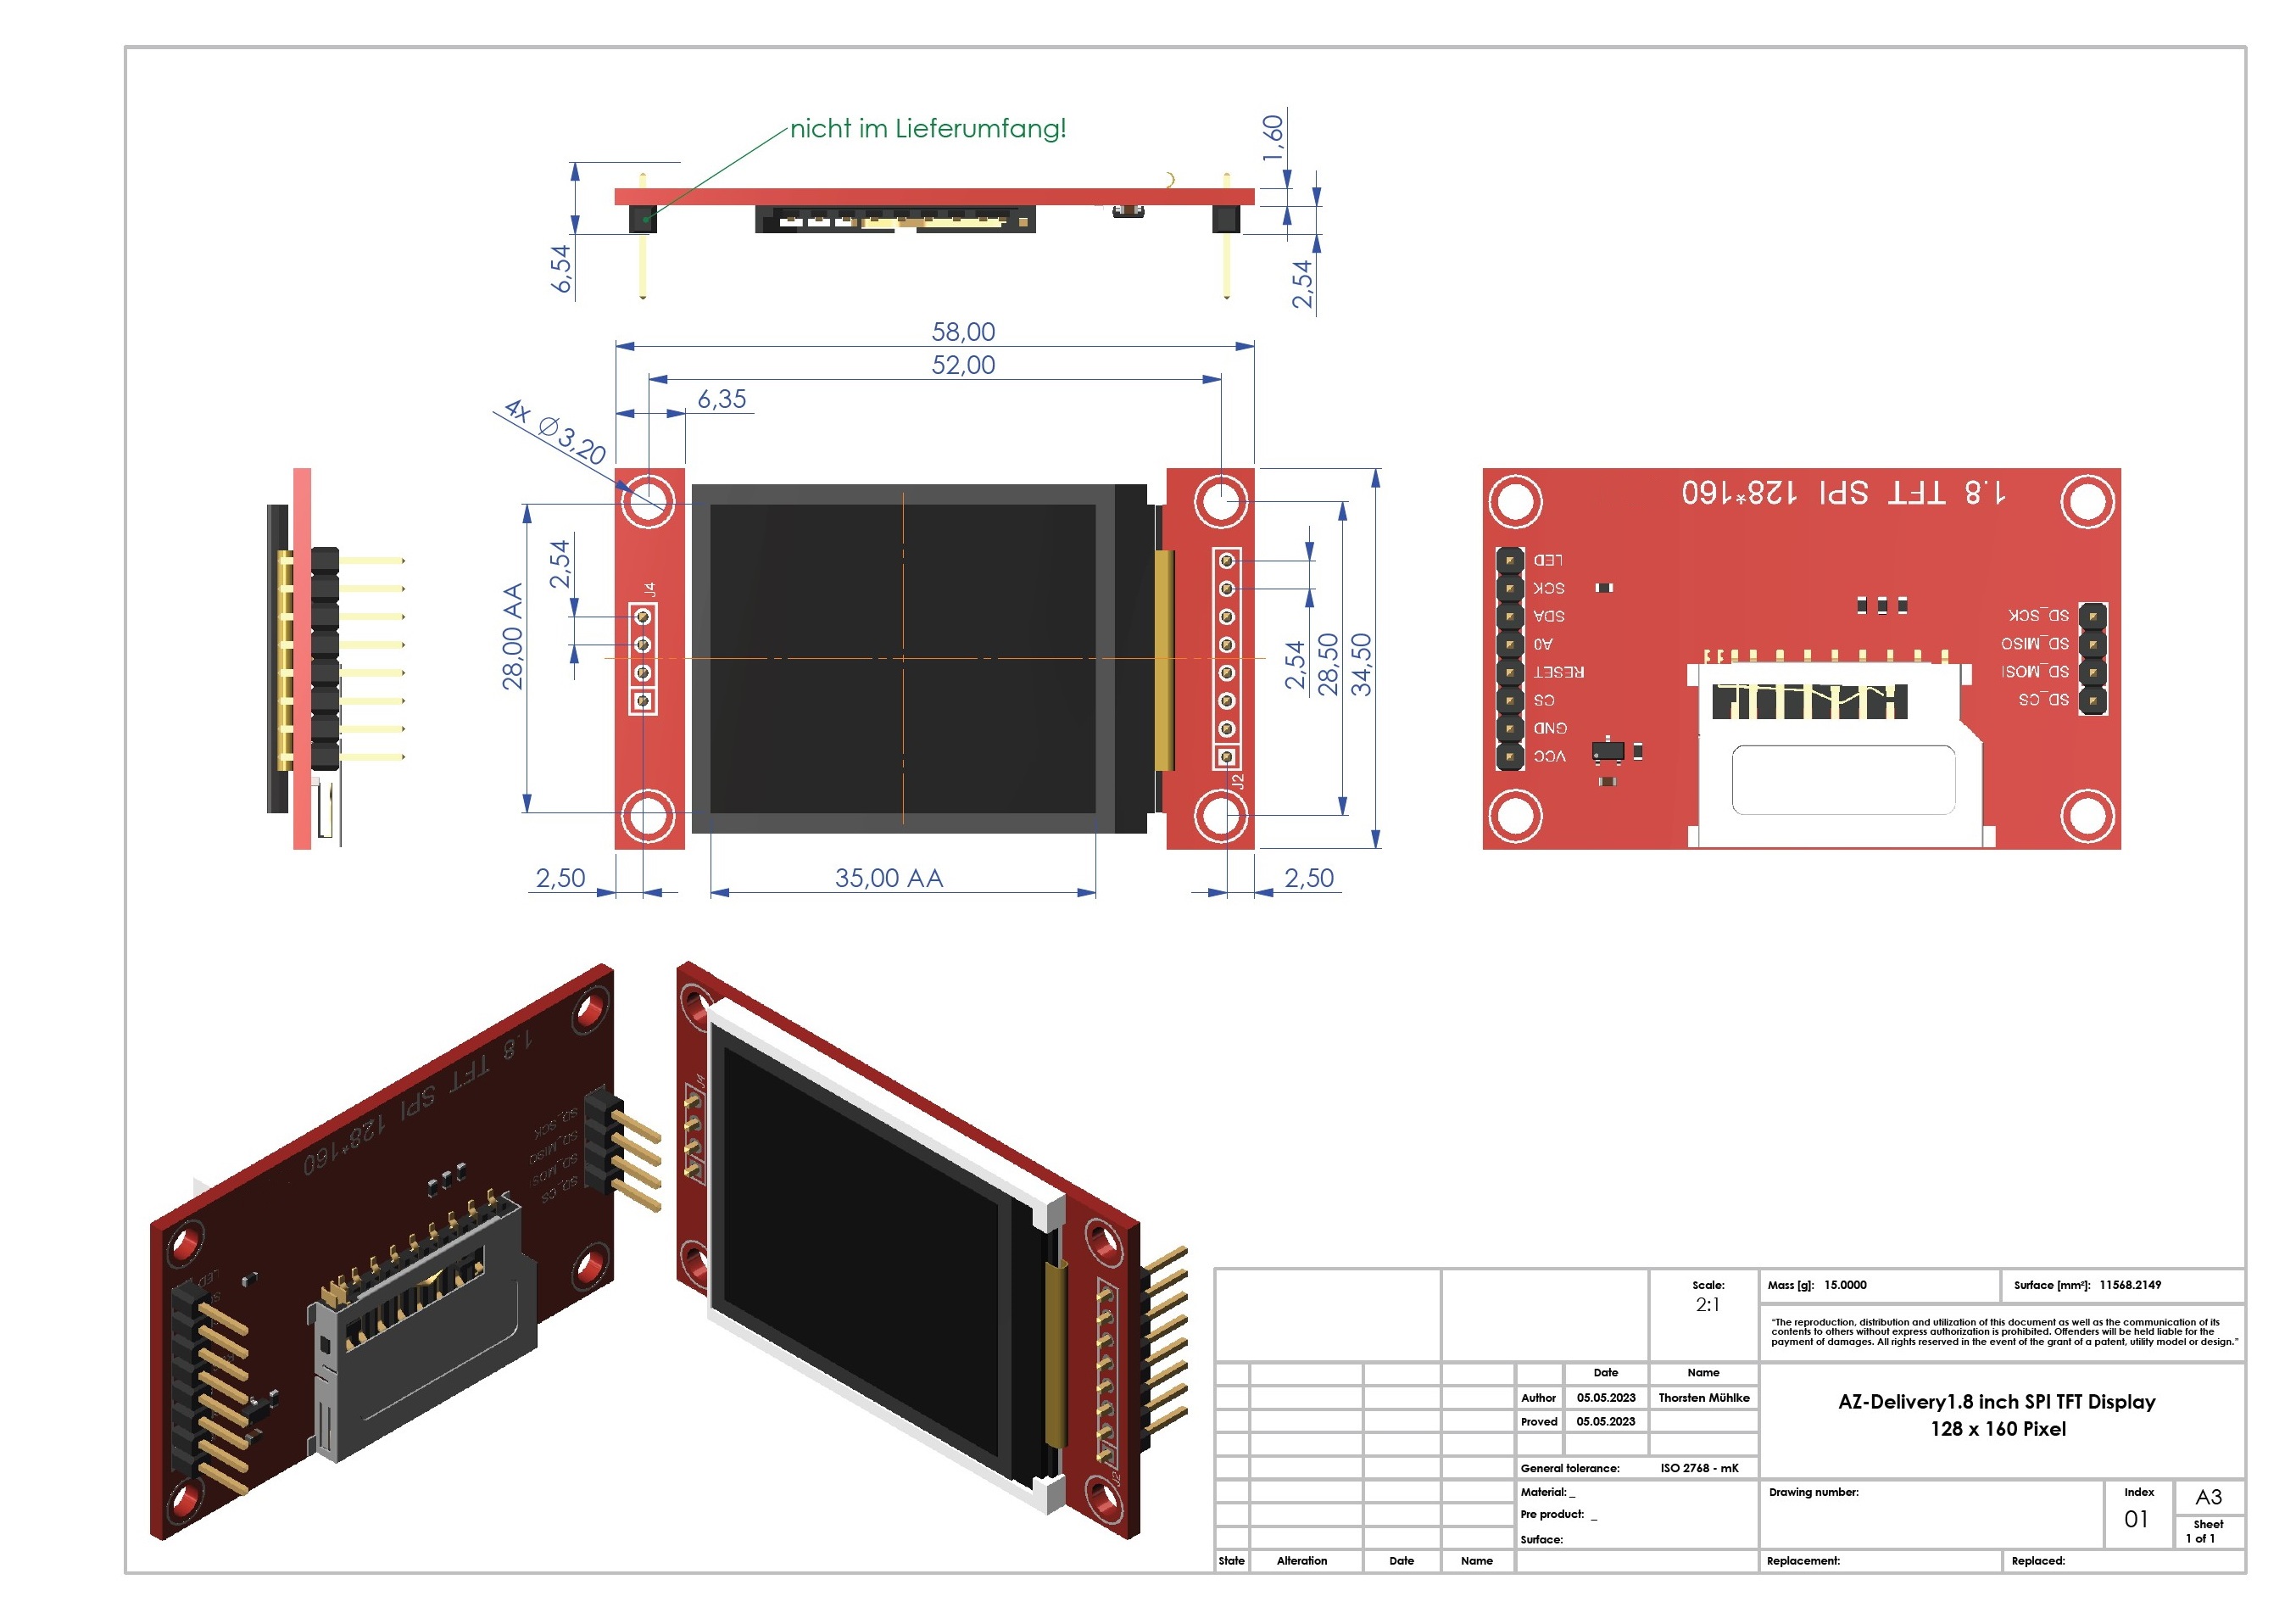 nicht im Lieferumfang!
1,60
6,54
2,54
58,00
52,00
6,35
4x Ø3,20
2,54
28,00 AA
J4
2,54
28,50
34,50
J2
2,50
35,00 AA
2,50
1.8 TFT SPI 128*160
LED
SCK
SDA
A0
RESET
CS
GND
VCC
SD_SCK
SD_MISO
SD_MOSI
SD_CS
1.8 TFT SPI 128*160
SD_SCK
SD_MISO
SD_MOSI
SD_CS
LED
J4
J2
Scale:
2:1
Mass [g]: 15.0000
Surface [mm²]: 11568.2149
"The reproduction, distribution and utilization of this document as well as the communication of its
contents to others without express authorization is prohibited. Offenders will be held liable for the
payment of damages. All rights reserved in the event of the grant of a patent, utility model or design."
Date Name
Author 05.05.2023 Thorsten Mühlke
Proved 05.05.2023
AZ-Delivery1.8 inch SPI TFT Display
128 x 160 Pixel
General tolerance: ISO 2768 - mK
Material: _
Pre product: _
Surface:
Drawing number:
Index
01
A3
Sheet
1 of 1
State Alteration Date Name
Replacement:
Replaced: